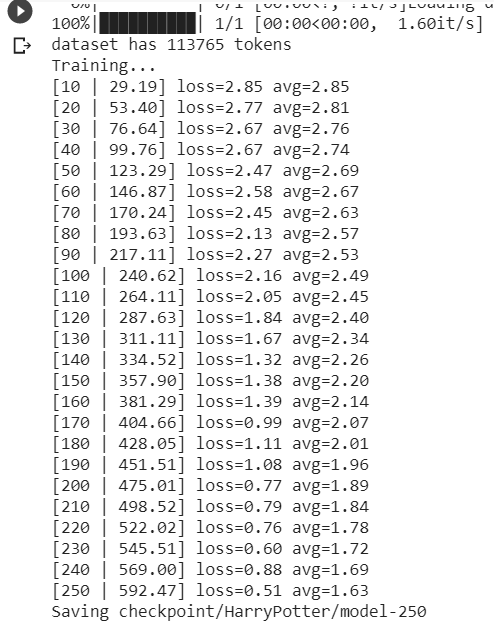 100%|██████████| 1/1 [00:00<00:00,  1.60it/s]
dataset has 113765 tokens
Training...
[10 | 29.19] loss=2.85 avg=2.85
[20 | 53.40] loss=2.77 avg=2.81
[30 | 76.64] loss=2.67 avg=2.76
[40 | 99.76] loss=2.67 avg=2.74
[50 | 123.29] loss=2.47 avg=2.69
[60 | 146.87] loss=2.58 avg=2.67
[70 | 170.24] loss=2.45 avg=2.63
[80 | 193.63] loss=2.13 avg=2.57
[90 | 217.11] loss=2.27 avg=2.53
[100 | 240.62] loss=2.16 avg=2.49
[110 | 264.11] loss=2.05 avg=2.45
[120 | 287.63] loss=1.84 avg=2.40
[130 | 311.11] loss=1.67 avg=2.34
[140 | 334.52] loss=1.32 avg=2.26
[150 | 357.90] loss=1.38 avg=2.20
[160 | 381.29] loss=1.39 avg=2.14
[170 | 404.66] loss=0.99 avg=2.07
[180 | 428.05] loss=1.11 avg=2.01
[190 | 451.51] loss=1.08 avg=1.96
[200 | 475.01] loss=0.77 avg=1.89
[210 | 498.52] loss=0.79 avg=1.84
[220 | 522.02] loss=0.76 avg=1.78
[230 | 545.51] loss=0.60 avg=1.72
[240 | 569.00] loss=0.88 avg=1.69
[250 | 592.47] loss=0.51 avg=1.63
Saving checkpoint/HarryPotter/model-250